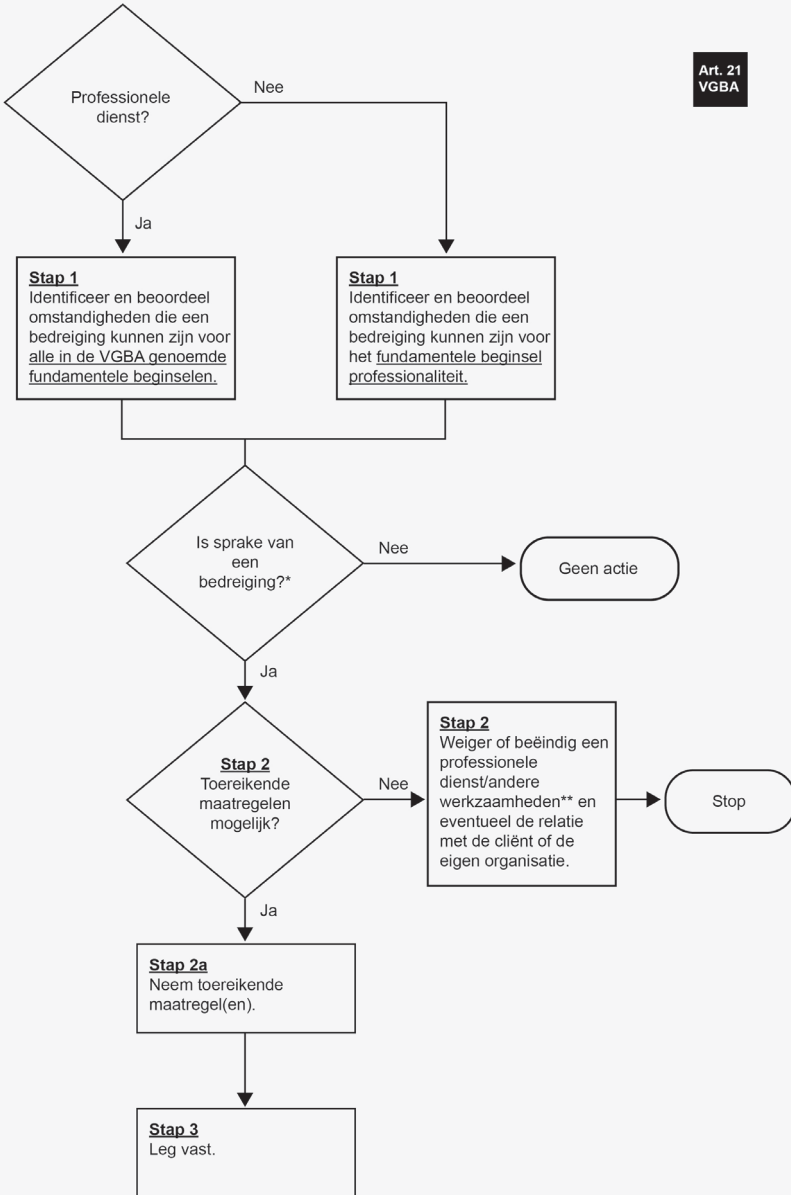 Art. 21
VGBA
Professionele
dienst?
Nee
Ja
Stap 1
Identificeer en beoordeel
omstandigheden die een
bedreiging kunnen zijn voor
alle in de VGBA genoemde
fundamentele beginselen.
Stap 1
Identificeer en beoordeel
omstandigheden die een
bedreiging kunnen zijn voor
het fundamentele beginsel
professionaliteit.
Is sprake van
een
bedreiging?*
Nee
Geen actie
Ja
Stap 2
Toereikende
maatregelen
mogelijk?
Nee
Stap 2
Weiger of beëindig een
professionele
dienst/andere
werkzaamheden** en
eventueel de relatie
met de cliënt of de
eigen organisatie.
Stop
Ja
Stap 2a
Neem toereikende
maatregel(en).
Stap 3
Leg vast.